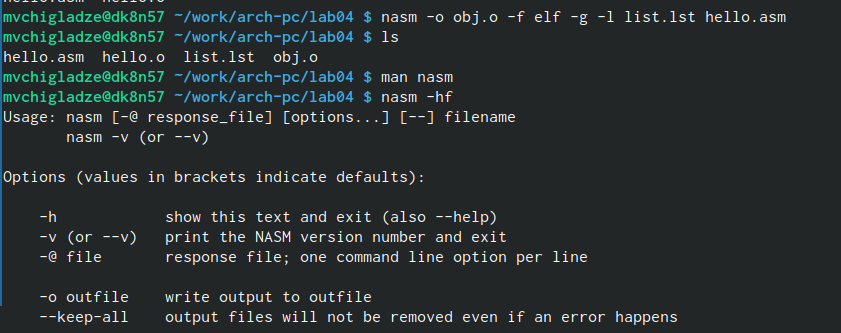 mvchigladze@dk8n57 ~/work/arch-pc/lab04 $ nasm -o obj.o -f elf -g -l list.lst hello.asm
mvchigladze@dk8n57 ~/work/arch-pc/lab04 $ ls
hello.asm  hello.o  list.lst  obj.o
mvchigladze@dk8n57 ~/work/arch-pc/lab04 $ man nasm
mvchigladze@dk8n57 ~/work/arch-pc/lab04 $ nasm -hf
Usage: nasm [-@ response_file] [options...] [--] filename
       nasm -v (or --v)

Options (values in brackets indicate defaults):

    -h            show this text and exit (also --help)
    -v (or --v)   print the NASM version number and exit
    -@ file       response file; one command line option per line

    -o outfile    write output to outfile
    --keep-all    output files will not be removed even if an error happens